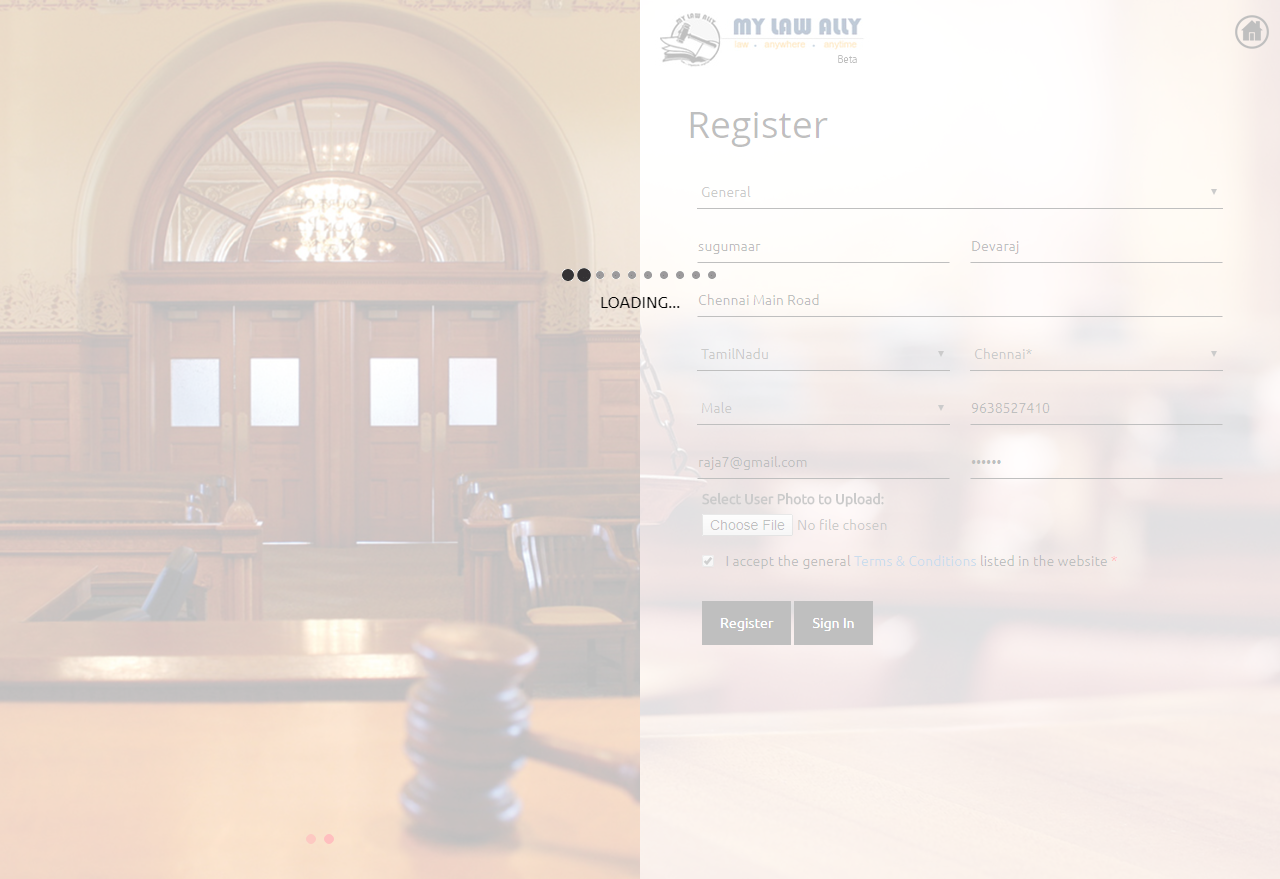 MY LAW ALLY
MY LAW ALLY
law • anywhere • anytime
Beta
Register
General
sugumaar Devaraj
LOADING...
Chennai Main Road
TamilNadu Chennai*
Male 9638527410
raja7@gmail.com ••••••
Select User Photo to Upload:
Choose File No file chosen
I accept the general Terms & Conditions listed in the website *
Register Sign In